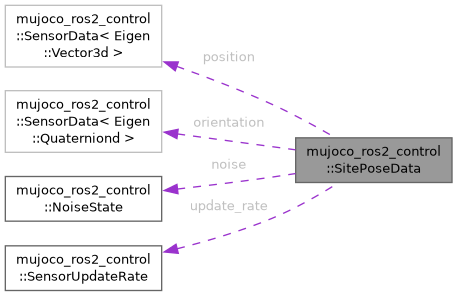 mujoco_ros2_control
::SensorData< Eigen
::Vector3d >
position
mujoco_ros2_control
::SensorData< Eigen
::Quaterniond >
orientation
mujoco_ros2_control
::SitePoseData
noise
mujoco_ros2_control
::NoiseState
update_rate
mujoco_ros2_control
::SensorUpdateRate